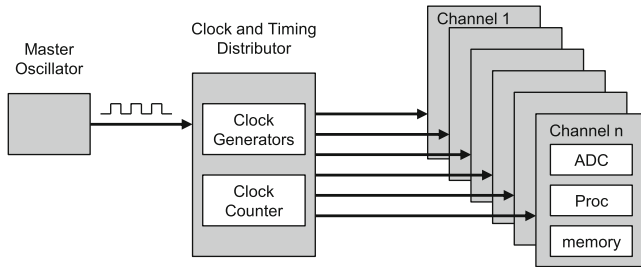 Master
Oscillator
Clock and Timing
Distributor
Clock
Generators
Clock
Counter
Channel 1
Channel n
ADC
Proc
memory